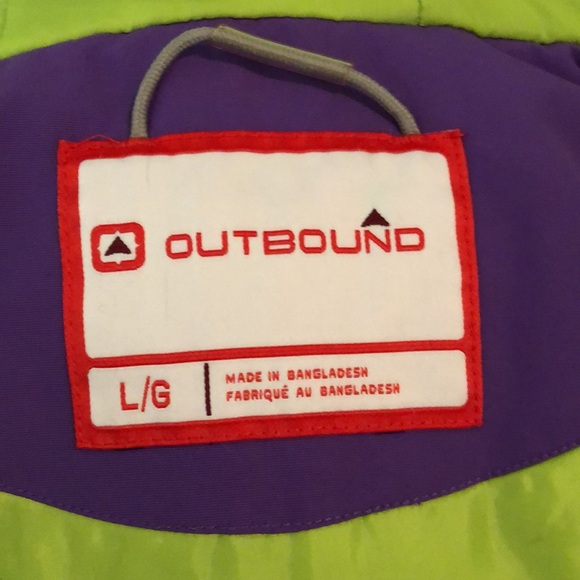 OUTBOUND
L/G
MADE IN BANGLADESH
FABRIQUÉ AU BANGLADESH